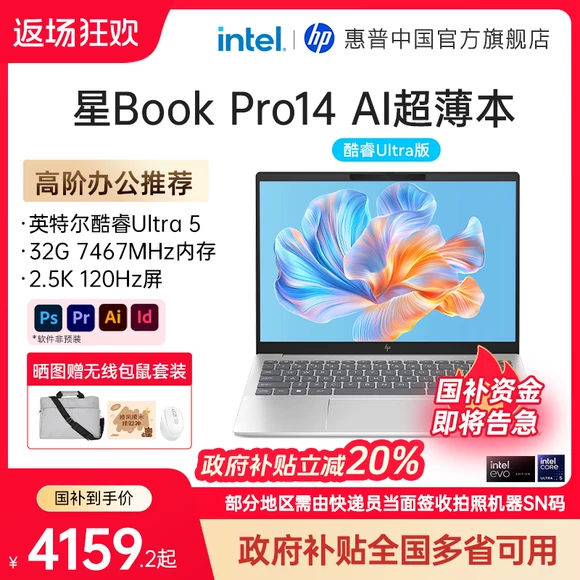 返场狂欢
intel.
hp
惠普中国官方旗舰店
星Book Pro14 AI超薄本
酷睿Ultra版
高阶办公推荐
·英特尔酷睿Ultra 5
·32G 7467MHz内存
·2.5K 120Hz屏
Ps Pr Ai Id
*软件非预装
晒图赠无线包鼠套装
国补资金
即将告急
政府补贴立减20%
intel
evo
EDITION
intel
CORE
ULTRA 5
国补到手价
¥4159.2起
部分地区需由快递员当面签收拍照机器SN码
政府补贴全国多省可用